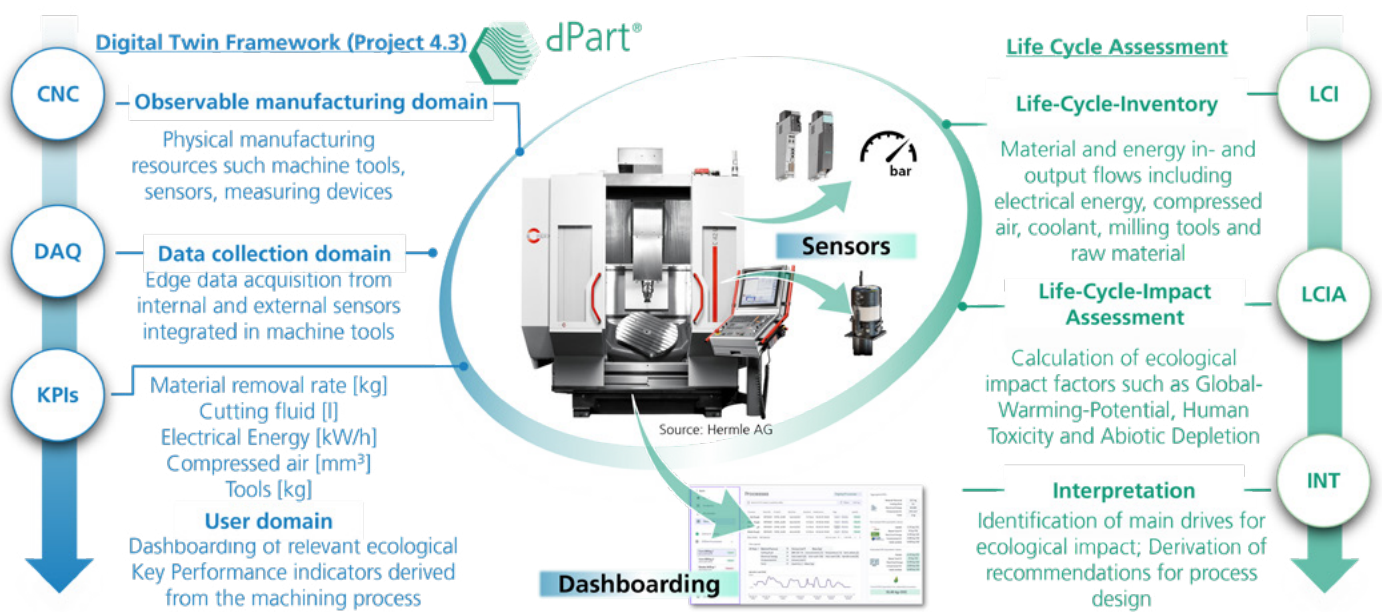 Digital Twin Framework (Project 4.3)
dPart®
CNC
Observable manufacturing domain
Physical manufacturing
resources such machine tools,
sensors, measuring devices
DAQ
Data collection domain
Edge data acquisition from
internal and external sensors
integrated in machine tools
KPIs
Material removal rate [kg]
Cutting fluid [l]
Electrical Energy [kW/h]
Compressed air [mm³]
Tools [kg]
User domain
Dashboarding of relevant ecological
Key Performance indicators derived
from the machining process
bar
Sensors
Source: Hermle AG
Processes
Dashboarding
Life Cycle Assessment
LCI
Life-Cycle-Inventory
Material and energy in- and
output flows including
electrical energy, compressed
air, coolant, milling tools and
raw material
LCIA
Life-Cycle-Impact
Assessment
Calculation of ecological
impact factors such as Global-
Warming-Potential, Human
Toxicity and Abiotic Depletion
INT
Interpretation
Identification of main drives for
ecological impact; Derivation of
recommendations for process
design